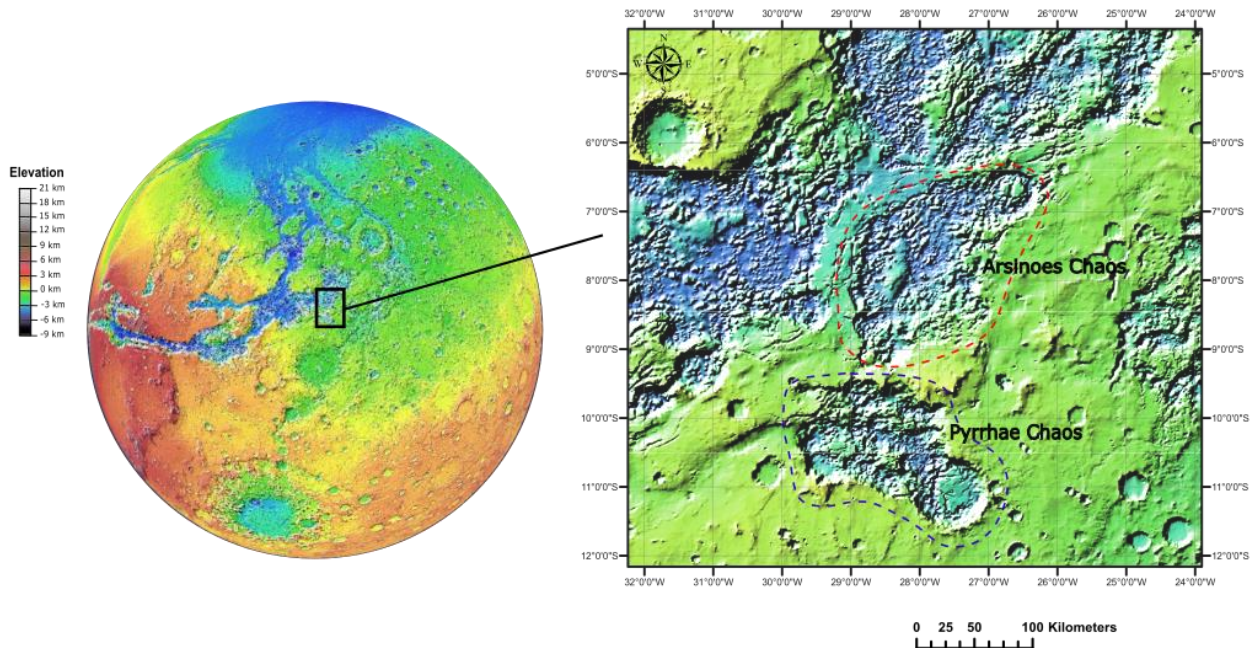 Elevation
21 km
18 km
15 km
12 km
9 km
6 km
3 km
0 km
-3 km
-6 km
-9 km
32°0'0"W 31°0'0"W 30°0'0"W 29°0'0"W 28°0'0"W 27°0'0"W 26°0'0"W 25°0'0"W 24°0'0"W
N
W E
S
5°0'0"S 5°0'0"S
6°0'0"S 6°0'0"S
7°0'0"S 7°0'0"S
8°0'0"S 8°0'0"S
9°0'0"S 9°0'0"S
10°0'0"S 10°0'0"S
11°0'0"S 11°0'0"S
12°0'0"S 12°0'0"S
Arsinoes Chaos
Pyrrhae Chaos
32°0'0"W 31°0'0"W 30°0'0"W 29°0'0"W 28°0'0"W 27°0'0"W 26°0'0"W 25°0'0"W 24°0'0"W
0 25 50 100 Kilometers